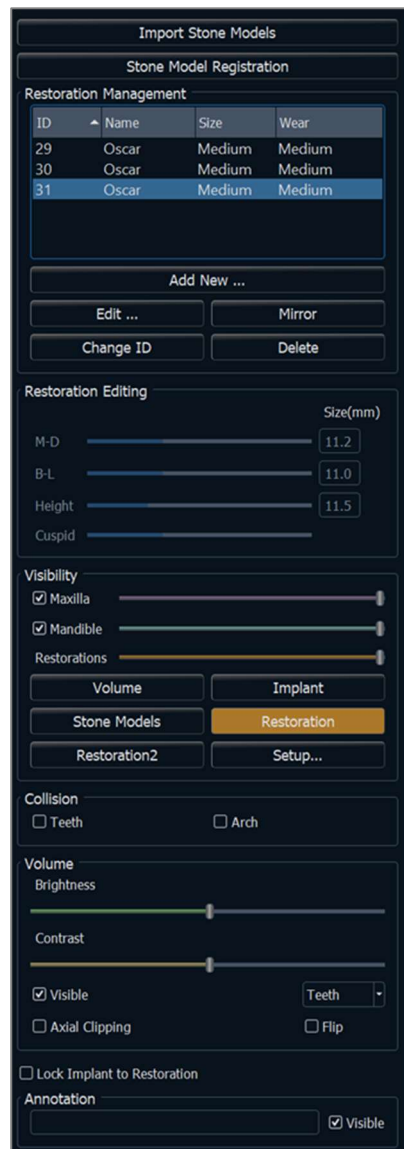 Import Stone Models
Stone Model Registration
Restoration Management
ID Name Size Wear
29 Oscar Medium Medium
30 Oscar Medium Medium
31 Oscar Medium Medium
Add New ...
Edit ... Mirror
Change ID Delete
Restoration Editing
Size(mm)
M-D 11.2
B-L 11.0
Height 11.5
Cuspid
Visibility
Maxilla
Mandible
Restorations
Volume Implant
Stone Models Restoration
Restoration2 Setup...
Collision
Teeth Arch
Volume
Brightness
Contrast
Visible Teeth
Axial Clipping Flip
Lock Implant to Restoration
Annotation
Visible